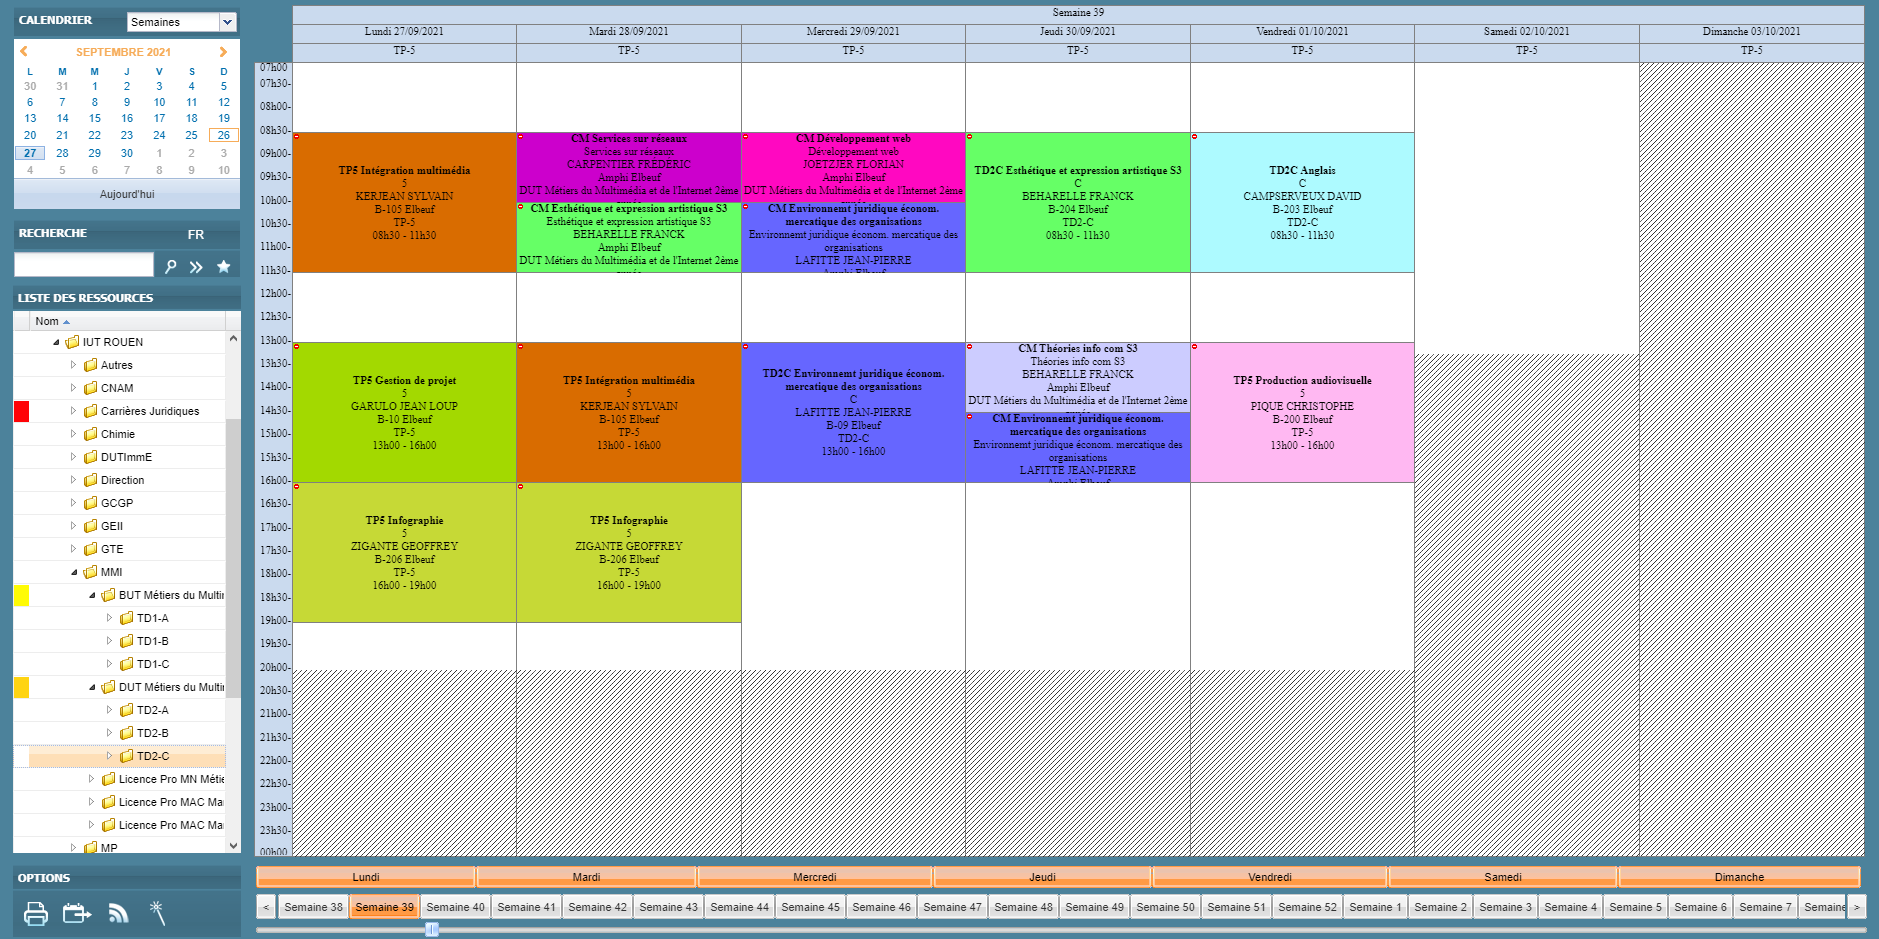 CALENDRIER
Semaines
SEPTEMBRE 2021
L M M J V S D
30 31 1 2 3 4 5
6 7 8 9 10 11 12
13 14 15 16 17 18 19
20 21 22 23 24 25 26
27 28 29 30 1 2 3
4 5 6 7 8 9 10
Aujourd'hui
RECHERCHE
FR
LISTE DES RESSOURCES
Nom
IUT ROUEN
Autres
CNAM
Carrières Juridiques
Chimie
DUTImmE
Direction
GCGP
GEII
GTE
MMI
BUT Métiers du Multi
TD1-A
TD1-B
TD1-C
DUT Métiers du Multi
TD2-A
TD2-B
TD2-C
Licence Pro MN Métie
Licence Pro MAC Ma
Licence Pro MAC Ma
MP
OPTIONS
Semaine 39
Lundi 27/09/2021 Mardi 28/09/2021 Mercredi 29/09/2021 Jeudi 30/09/2021 Vendredi 01/10/2021 Samedi 02/10/2021 Dimanche 03/10/2021
TP-5 TP-5 TP-5 TP-5 TP-5 TP-5 TP-5
07h00
07h30-
08h00-
08h30-
09h00-
09h30-
10h00-
10h30-
11h00-
11h30-
12h00-
12h30-
13h00-
13h30-
14h00-
14h30-
15h00-
15h30-
16h00-
16h30-
17h00-
17h30-
18h00-
18h30-
19h00-
19h30-
20h00-
20h30-
21h00-
21h30-
22h00-
22h30-
23h00-
23h30-
00h00
TP5 Intégration multimédia
5
KERJEAN SYLVAIN
B-105 Elbeuf
TP-5
08h30 - 11h30
TP5 Gestion de projet
5
GARULO JEAN LOUP
B-10 Elbeuf
TP-5
13h00 - 16h00
TP5 Infographie
5
ZIGANTE GEOFFREY
B-206 Elbeuf
TP-5
16h00 - 19h00
CM Services sur réseaux
Services sur réseaux
CARPENTIER FREDERIC
Amphi Elbeuf
DUT Métiers du Multimédia et de l'Internet 2ème
CM Esthétique et expression artistique S3
Esthétique et expression artistique S3
BEHARELLE FRANCK
Amphi Elbeuf
DUT Métiers du Multimédia et de l'Internet 2ème
TP5 Intégration multimédia
5
KERJEAN SYLVAIN
B-105 Elbeuf
TP-5
13h00 - 16h00
TP5 Infographie
5
ZIGANTE GEOFFREY
B-206 Elbeuf
TP-5
16h00 - 19h00
CM Développement web
Développement web
JOETZJER FLORIAN
Amphi Elbeuf
DUT Métiers du Multimédia et de l'Internet 2ème
CM Environnemt juridique économ.
mercatique des organisations
Environnemt juridique économ. mercatique des
organisations
LAFITTE JEAN-PIERRE
Amphi Elbeuf
TD2C Environnemt juridique économ.
mercatique des organisations
C
LAFITTE JEAN-PIERRE
B-09 Elbeuf
TD2-C
13h00 - 16h00
TD2C Esthétique et expression artistique S3
C
BEHARELLE FRANCK
B-204 Elbeuf
TD2-C
08h30 - 11h30
CM Théories info com S3
Théories info com S3
BEHARELLE FRANCK
Amphi Elbeuf
DUT Métiers du Multimédia et de l'Internet 2ème
CM Environnemt juridique économ.
mercatique des organisations
Environnemt juridique économ. mercatique des
organisations
LAFITTE JEAN-PIERRE
Amphi Elbeuf
TD2C Anglais
C
CAMPSERVEUX DAVID
B-203 Elbeuf
TD2-C
08h30 - 11h30
TP5 Production audiovisuelle
5
PIQUE CHRISTOPHE
B-200 Elbeuf
TP-5
13h00 - 16h00
Lundi Mardi Mercredi Jeudi Vendredi Samedi Dimanche
< Semaine 38 Semaine 39 Semaine 40 Semaine 41 Semaine 42 Semaine 43 Semaine 44 Semaine 45 Semaine 46 Semaine 47 Semaine 48 Semaine 49 Semaine 50 Semaine 51 Semaine 52 Semaine 1 Semaine 2 Semaine 3 Semaine 4 Semaine 5 Semaine 6 Semaine 7 Semaine >